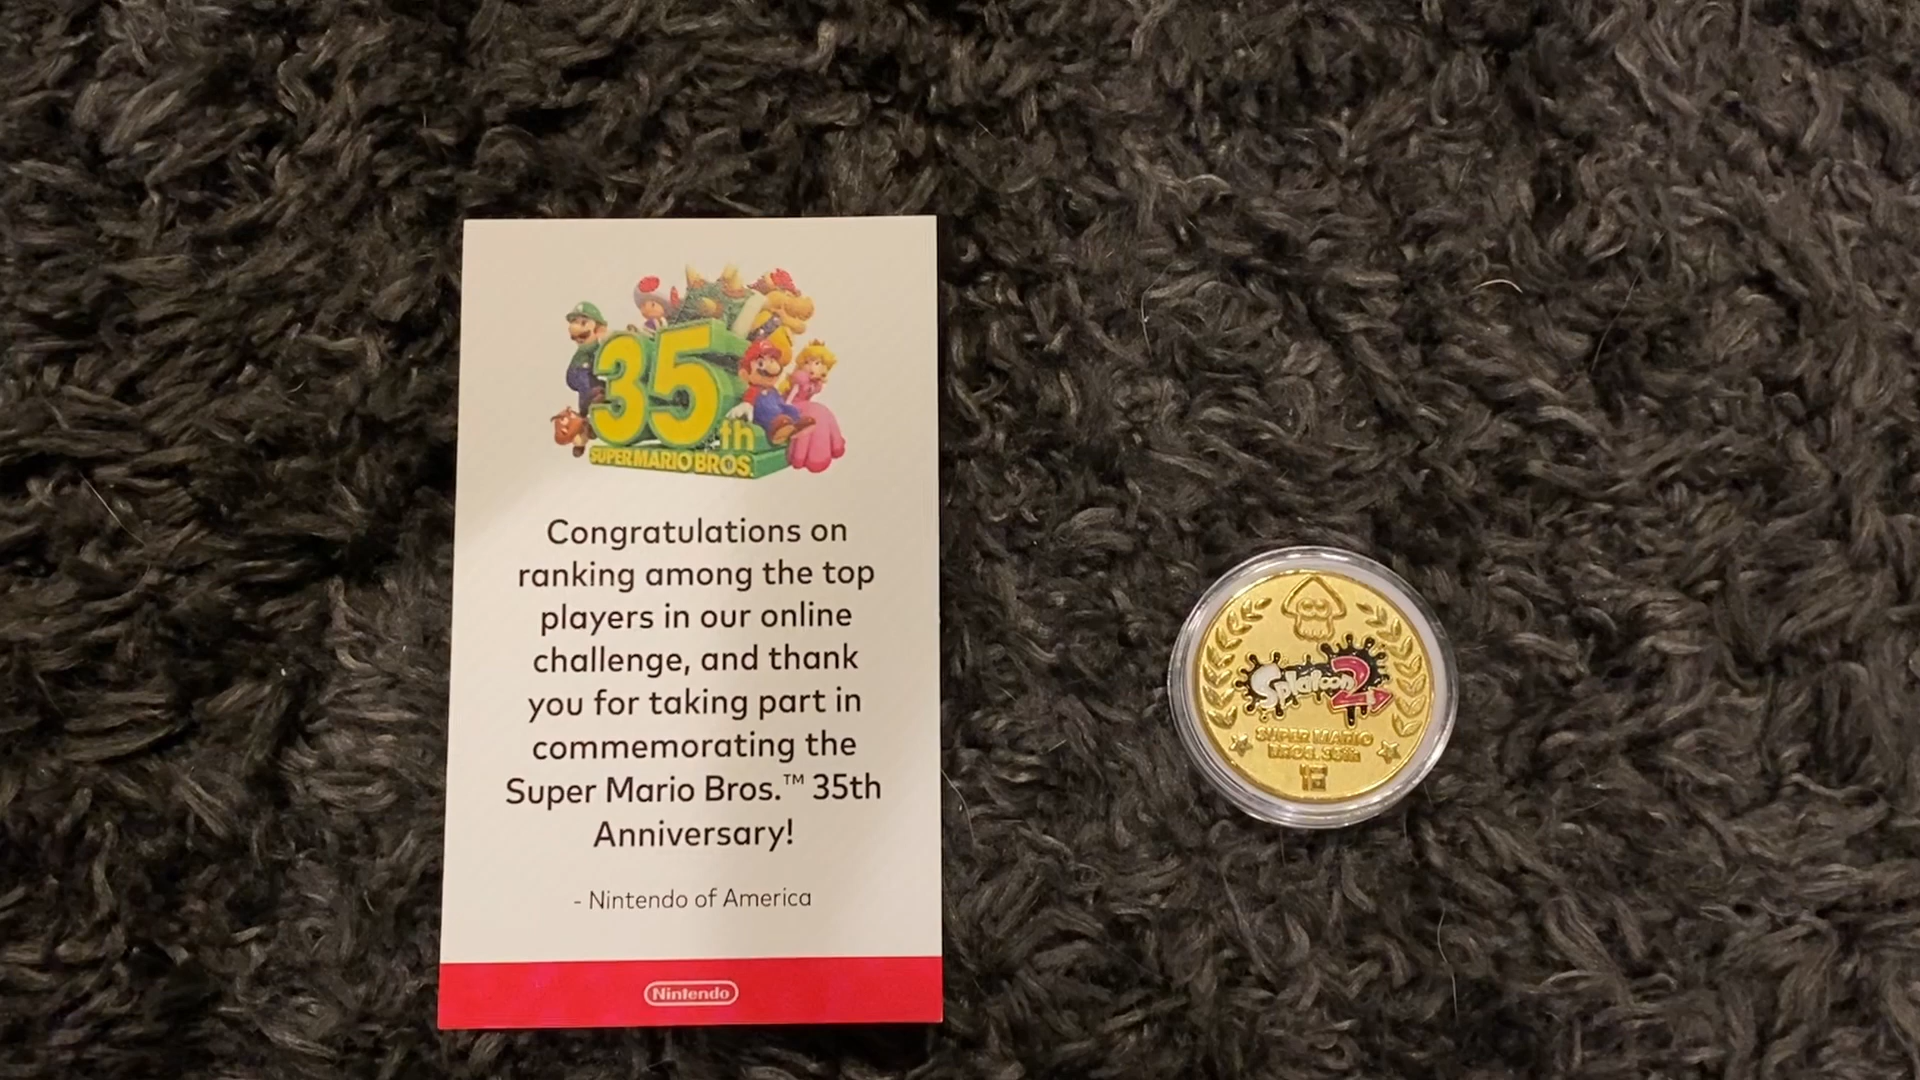 35th
SUPER MARIO BROS.
Congratulations on
ranking among the top
players in our online
challenge, and thank
you for taking part in
commemorating the
Super Mario Bros.™ 35th
Anniversary!
- Nintendo of America
Nintendo
Splatoon 2
SUPER MARIO
BROS. 35th